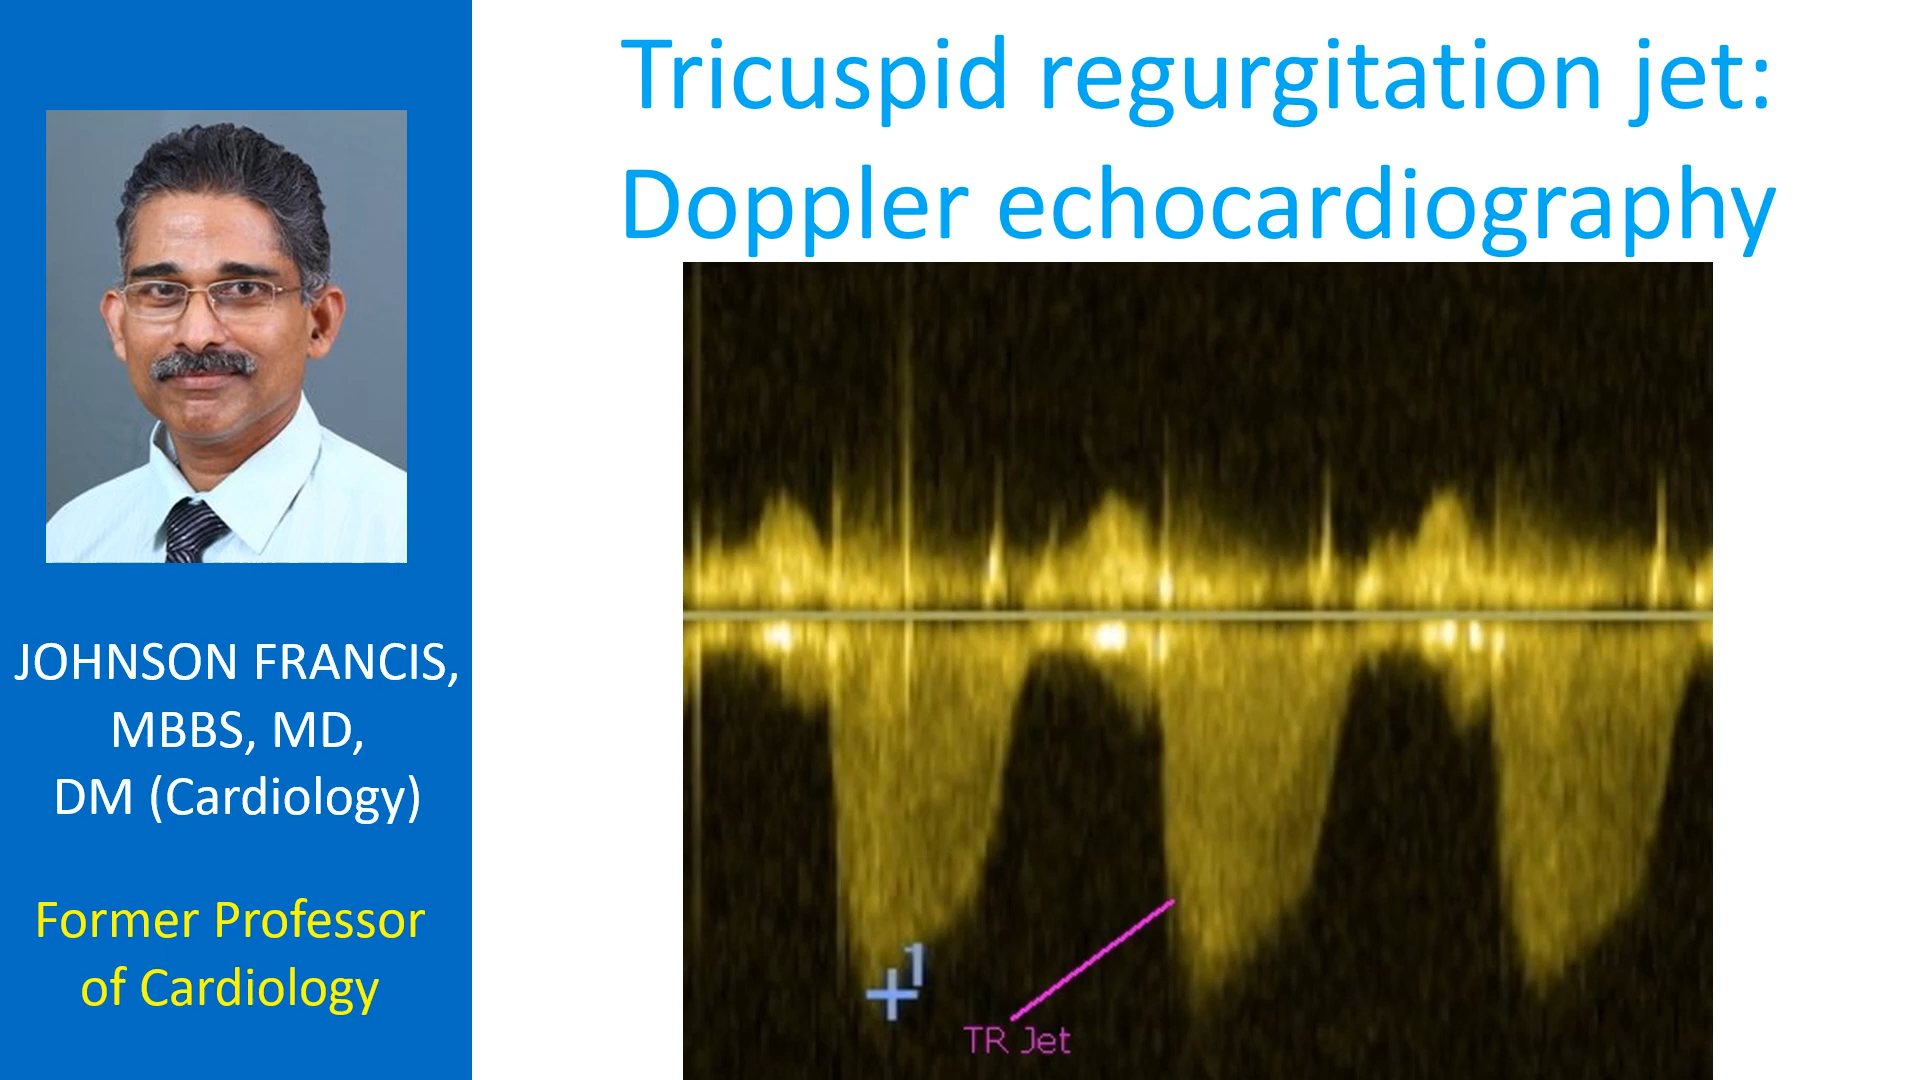 Tricuspid regurgitation jet:
Doppler echocardiography
JOHNSON FRANCIS,
MBBS, MD,
DM (Cardiology)
Former Professor
of Cardiology
1
TR Jet